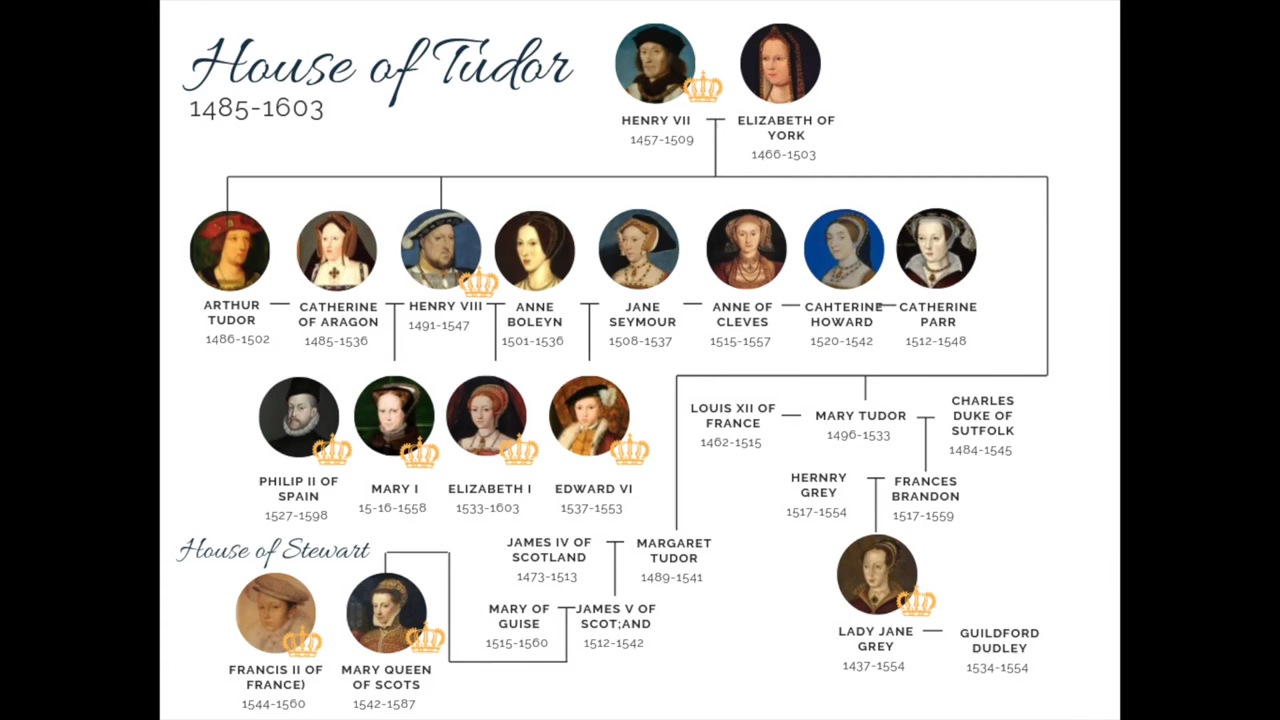 House of Tudor
1485-1603
HENRY VII
1457-1509
ELIZABETH OF
YORK
1466-1503
ARTHUR
TUDOR
1486-1502
CATHERINE
OF ARAGON
1485-1536
HENRY VIII
1491-1547
ANNE
BOLEYN
1501-1536
JANE
SEYMOUR
1508-1537
ANNE OF
CLEVES
1515-1557
CAHTERINE
HOWARD
1520-1542
CATHERINE
PARR
1512-1548
PHILIP II OF
SPAIN
1527-1598
MARY I
15-16-1558
ELIZABETH I
1533-1603
EDWARD VI
1537-1553
LOUIS XII OF
FRANCE
1462-1515
MARY TUDOR
1496-1533
CHARLES
DUKE OF
SUTFOLK
1484-1545
HERNRY
GREY
1517-1554
FRANCES
BRANDON
1517-1559
JAMES IV OF
SCOTLAND
1473-1513
MARGARET
TUDOR
1489-1541
House of Stewart
MARY OF
GUISE
1515-1560
JAMES V OF
SCOT;AND
1512-1542
LADY JANE
GREY
1437-1554
GUILDFORD
DUDLEY
1534-1554
FRANCIS II OF
FRANCE)
1544-1560
MARY QUEEN
OF SCOTS
1542-1587